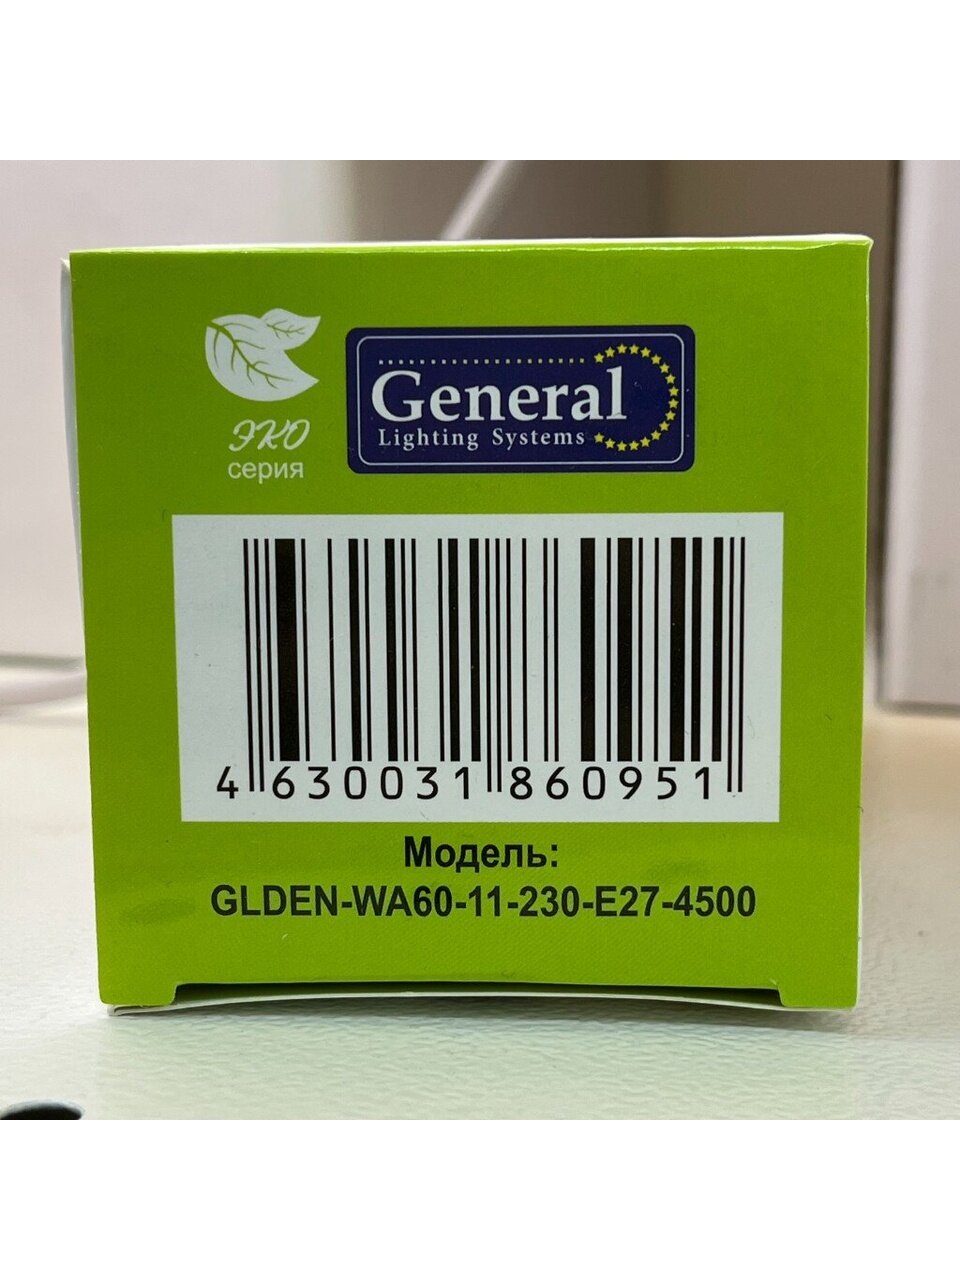 ЭКО
серия
General
Lighting Systems
4 630031 860951
Модель:
GLDEN-WA60-11-230-E27-4500